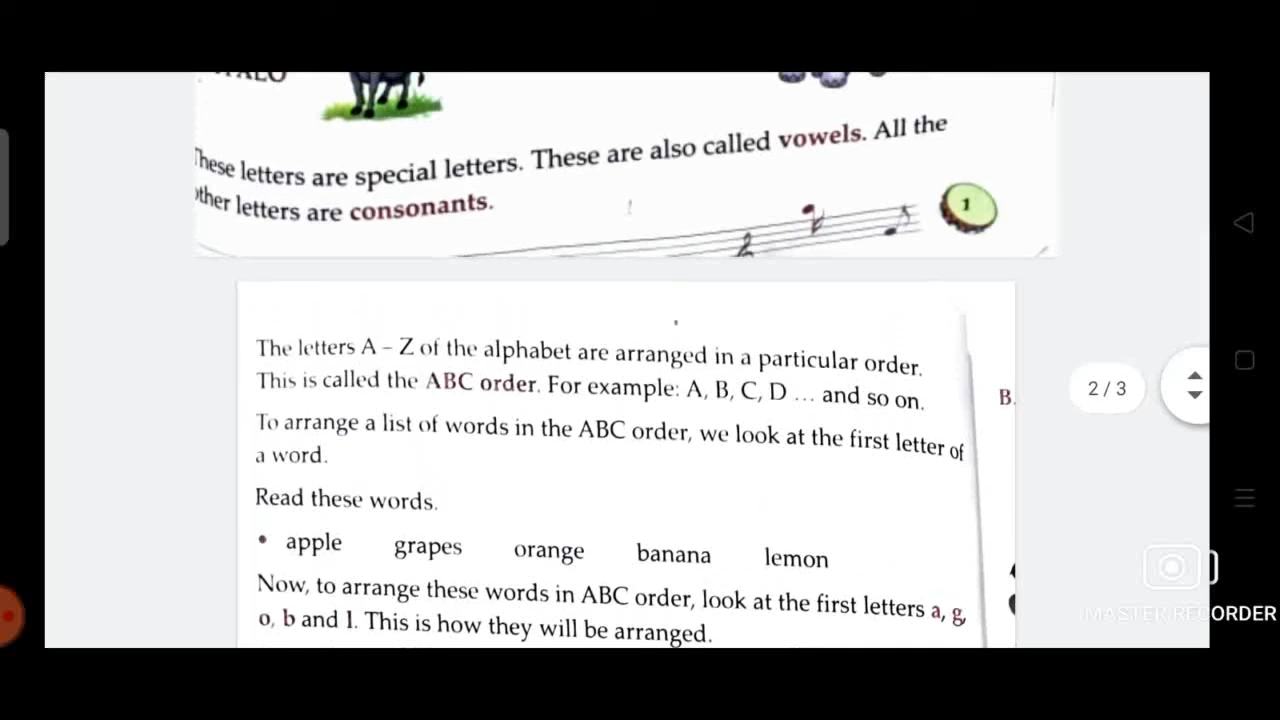 These letters are special letters. These are also called vowels. All the
other letters are consonants.
1
The letters A – Z of the alphabet are arranged in a particular order.
This is called the ABC order. For example: A, B, C, D ... and so on.
To arrange a list of words in the ABC order, we look at the first letter of
a word.
Read these words.
• apple grapes orange banana lemon
Now, to arrange these words in ABC order, look at the first letters a, g,
o, b and l. This is how they will be arranged.
B.
2 / 3
MASTER RECORDER